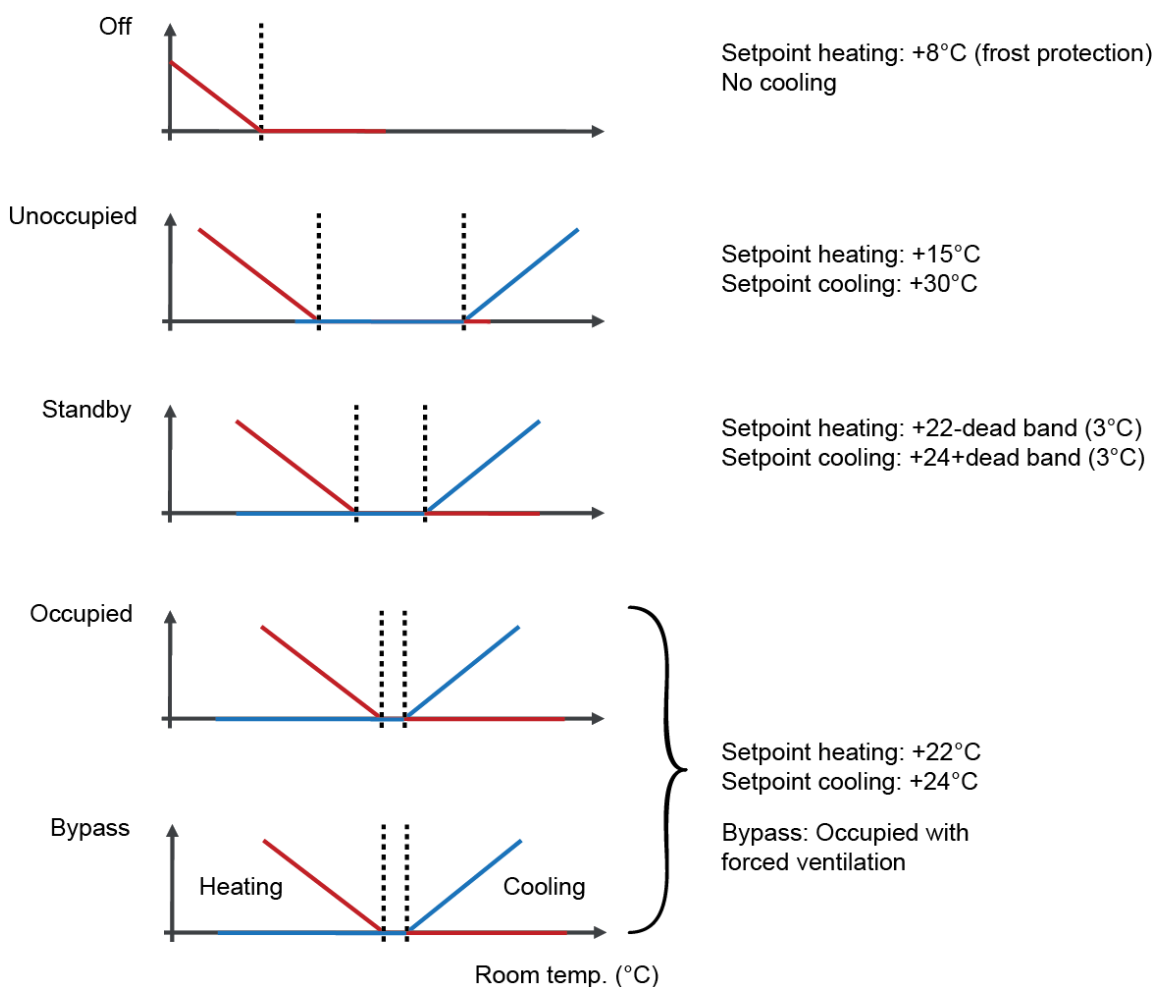 Off
Setpoint heating: +8°C (frost protection)
No cooling
Unoccupied
Setpoint heating: +15°C
Setpoint cooling: +30°C
Standby
Setpoint heating: +22-dead band (3°C)
Setpoint cooling: +24+dead band (3°C)
Occupied
Setpoint heating: +22°C
Setpoint cooling: +24°C
Bypass
Bypass: Occupied with
forced ventilation
Heating
Cooling
Room temp. (°C)